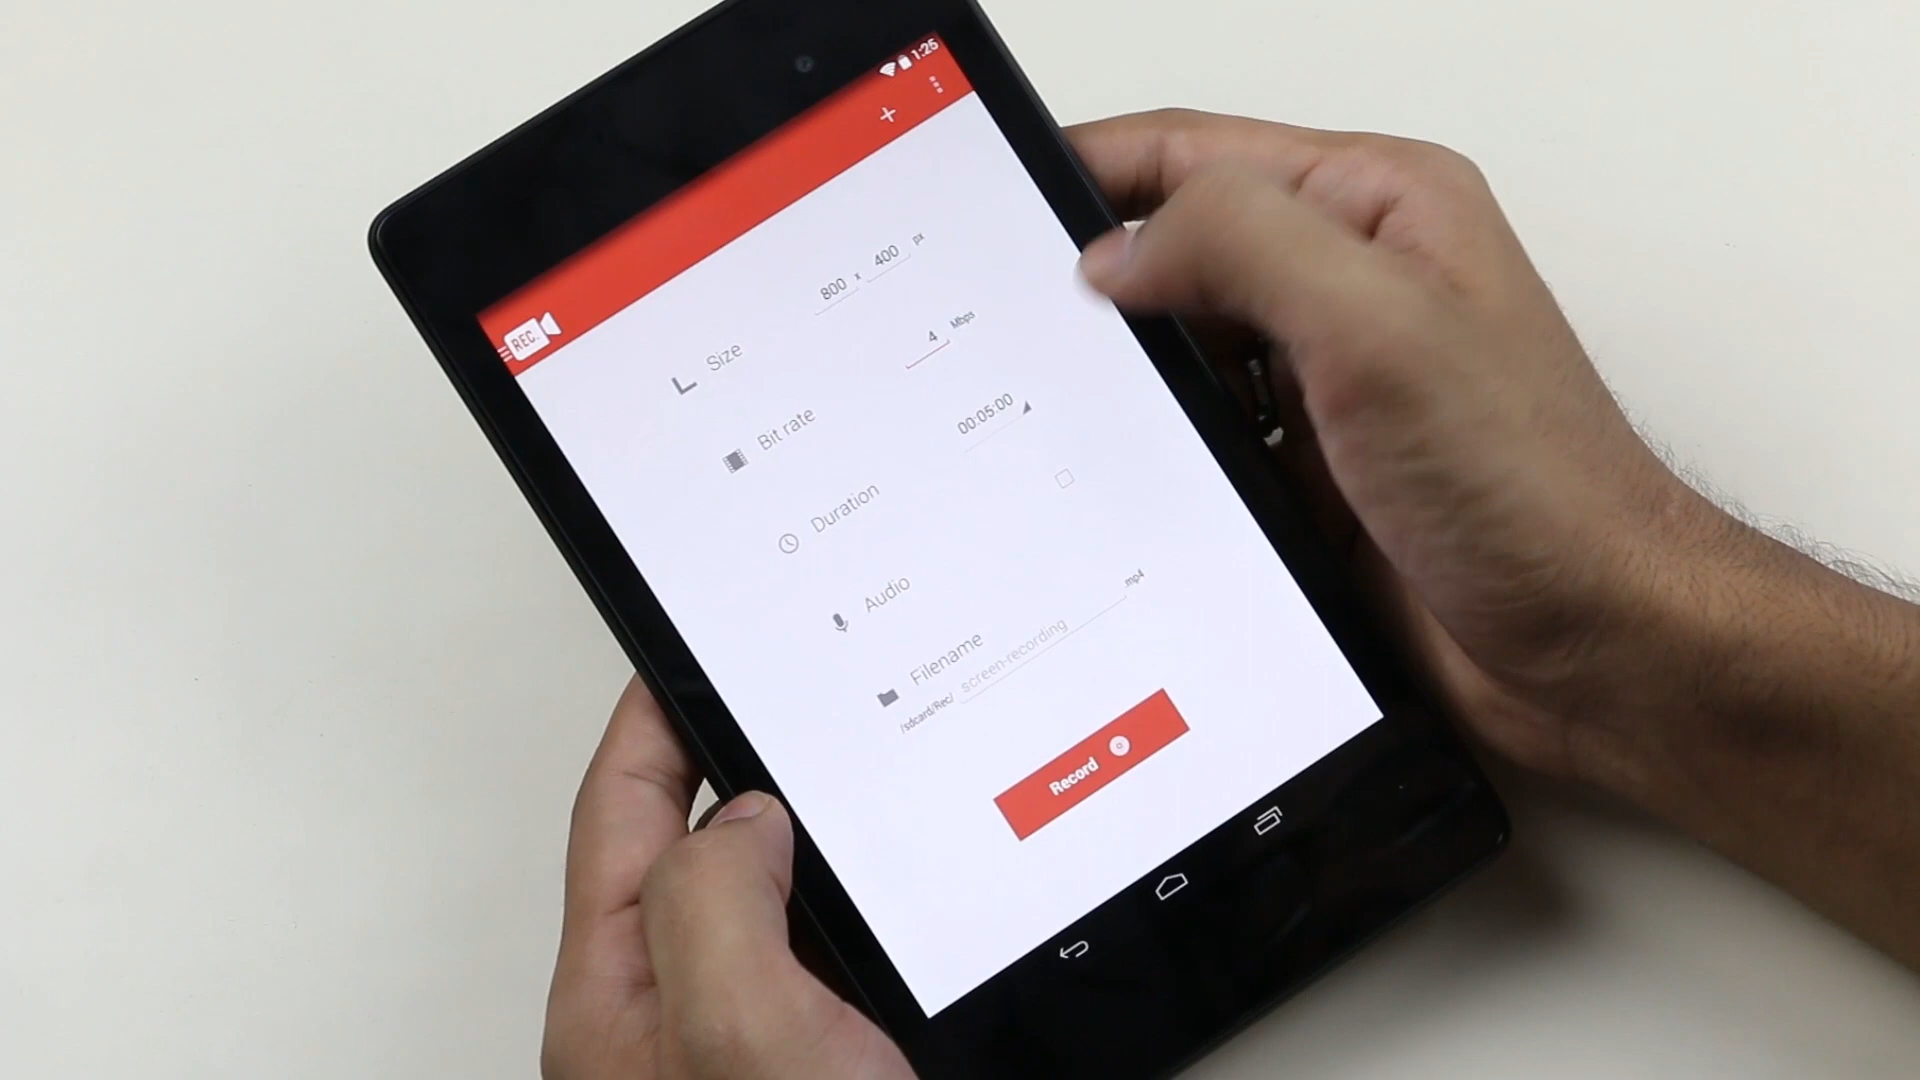 1:25
REC.
Size
800 x 400 px
Bit rate
4 Mbps
Duration
00:05:00
Audio
Filename
/sdcard/Rec/ screen-recording .mp4
Record